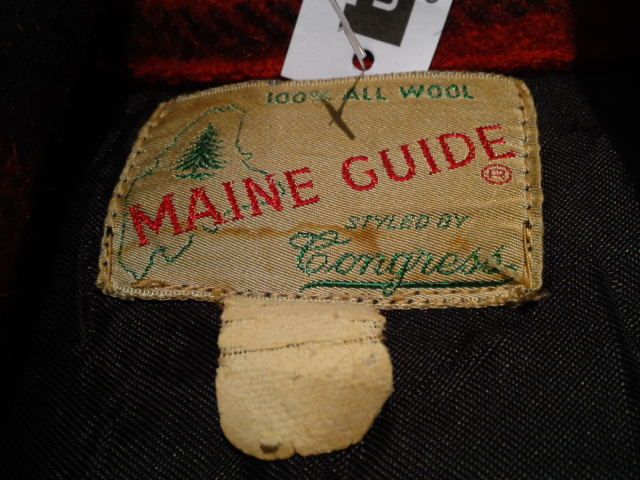 100% ALL WOOL
MAINE GUIDE ®
STYLED BY
Congress